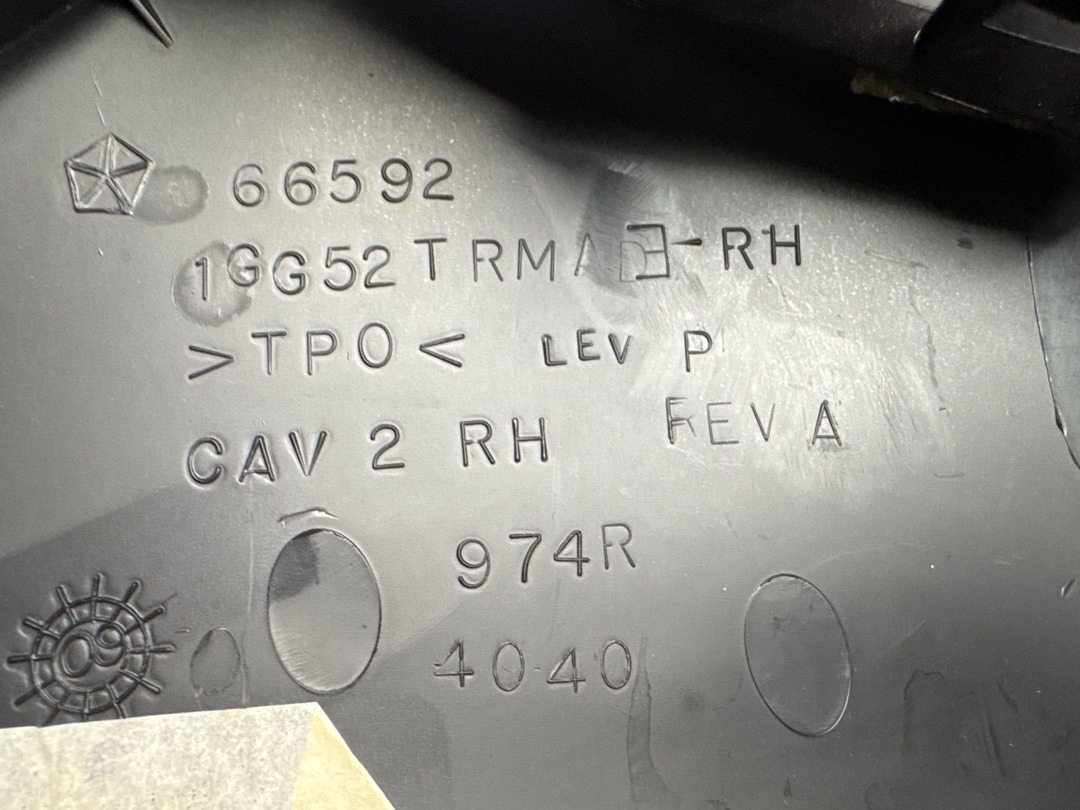 66592
1GG52TRMA -RH
>TPO< LEV P
CAV 2 RH REV A
974R
4040
09